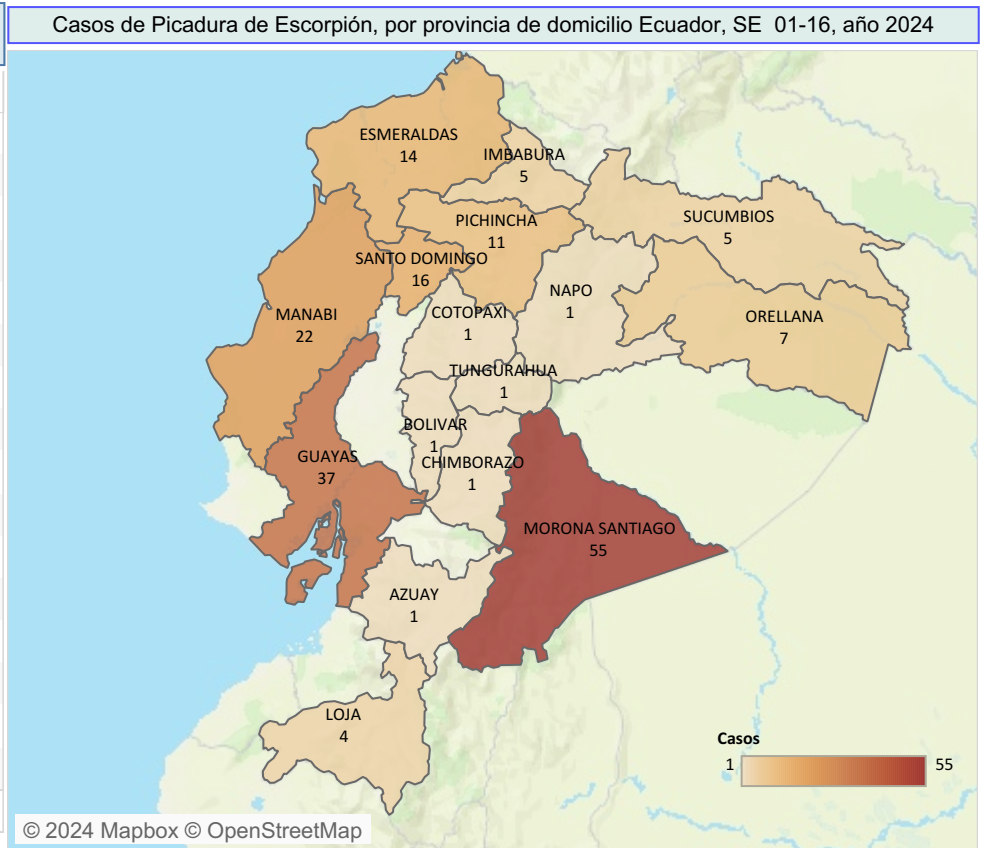 Casos de Picadura de Escorpión, por provincia de domicilio Ecuador, SE  01-16, año 2024
ESMERALDAS
14
IMBABURA
5
PICHINCHA
11
SUCUMBIOS
5
SANTO DOMINGO
16
NAPO
1
MANABI
22
COTOPAXI
1
ORELLANA
7
TUNGURAHUA
1
BOLIVAR
1
GUAYAS
37
CHIMBORAZO
1
MORONA SANTIAGO
55
AZUAY
1
LOJA
4
Casos
1 55
© 2024 Mapbox © OpenStreetMap